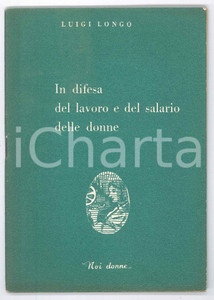 LUIGI LONGO
In difesa
del lavoro e del salario
delle donne
iCharta
"Noi donne"